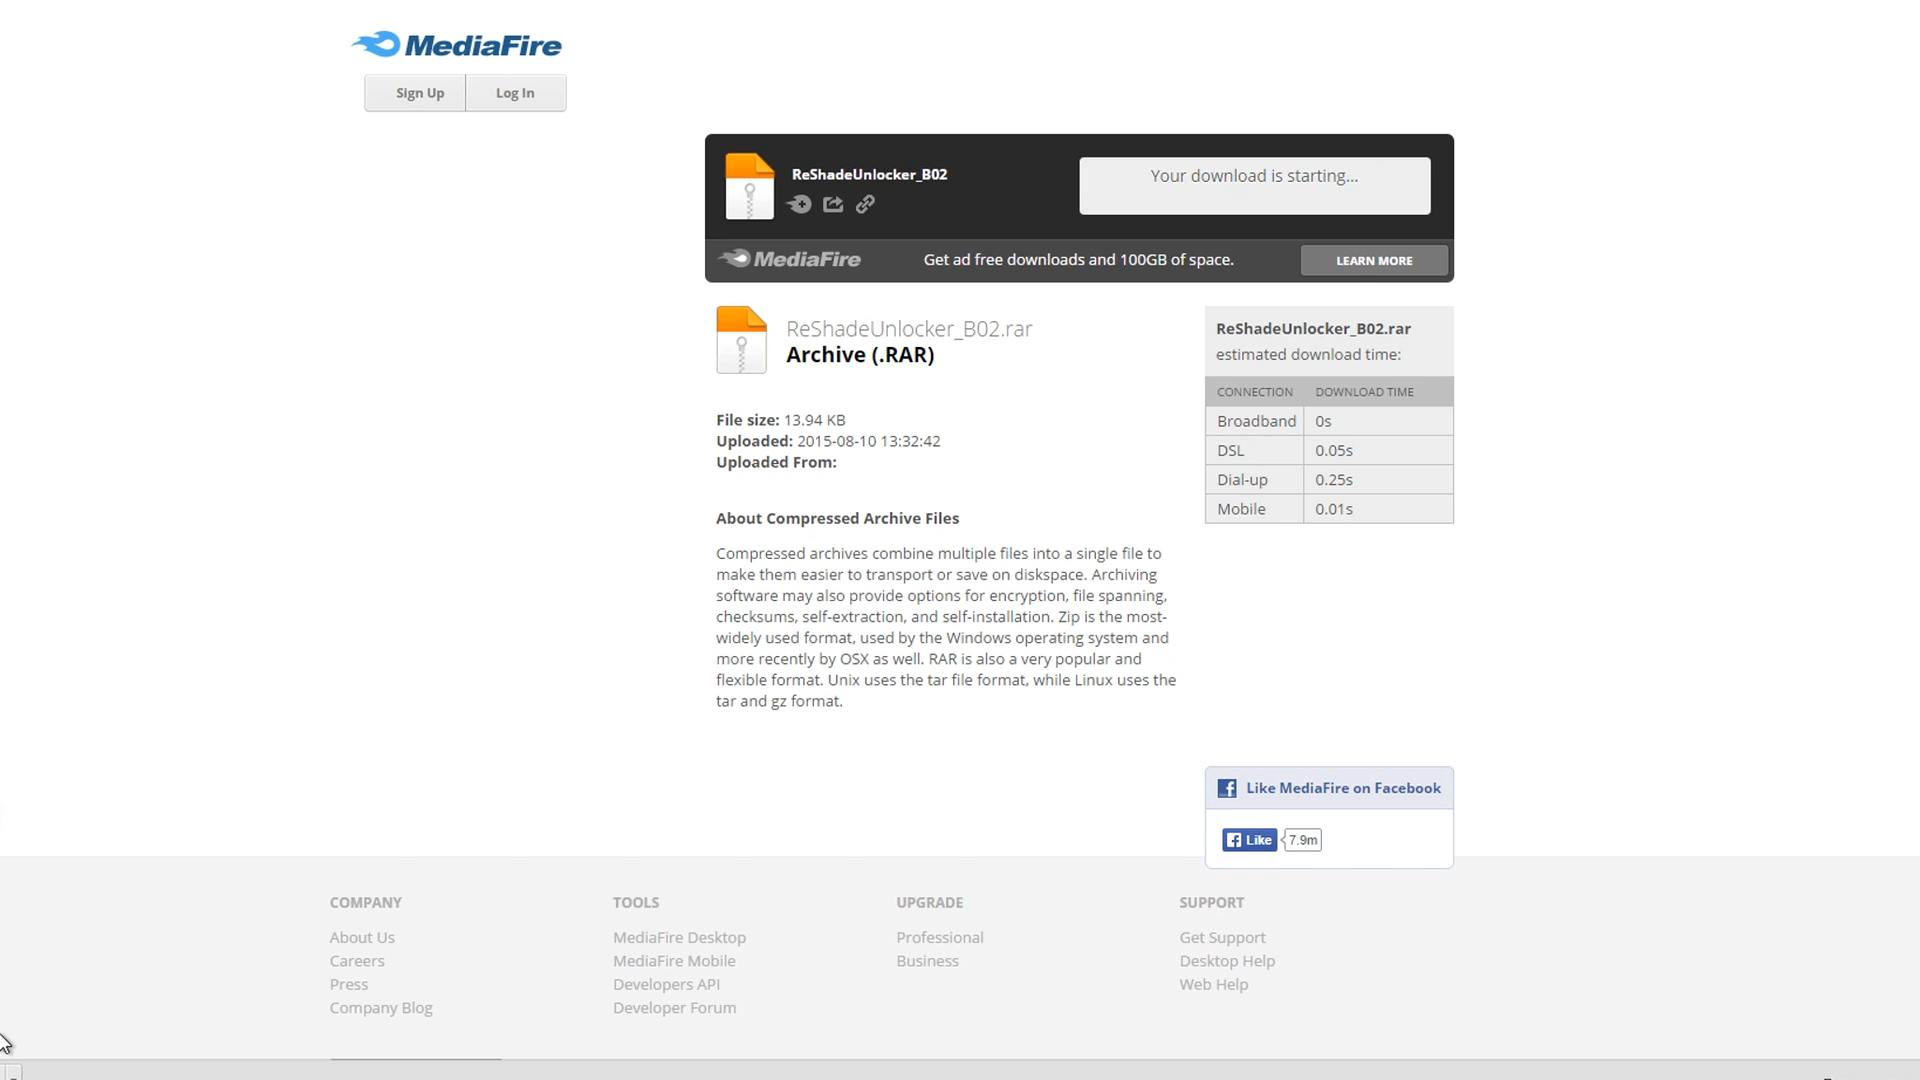 MediaFire
Sign Up
Log In
ReShadeUnlocker_B02
Your download is starting...
MediaFire
Get ad free downloads and 100GB of space.
LEARN MORE
ReShadeUnlocker_B02.rar
Archive (.RAR)
File size: 13.94 KB
Uploaded: 2015-08-10 13:32:42
Uploaded From:
About Compressed Archive Files
Compressed archives combine multiple files into a single file to
make them easier to transport or save on diskspace. Archiving
software may also provide options for encryption, file spanning,
checksums, self-extraction, and self-installation. Zip is the most-
widely used format, used by the Windows operating system and
more recently by OSX as well. RAR is also a very popular and
flexible format. Unix uses the tar file format, while Linux uses the
tar and gz format.
ReShadeUnlocker_B02.rar
estimated download time:
CONNECTION DOWNLOAD TIME
Broadband 0s
DSL 0.05s
Dial-up 0.25s
Mobile 0.01s
Like MediaFire on Facebook
Like 7.9m
COMPANY
About Us
Careers
Press
Company Blog
TOOLS
MediaFire Desktop
MediaFire Mobile
Developers API
Developer Forum
UPGRADE
Professional
Business
SUPPORT
Get Support
Desktop Help
Web Help